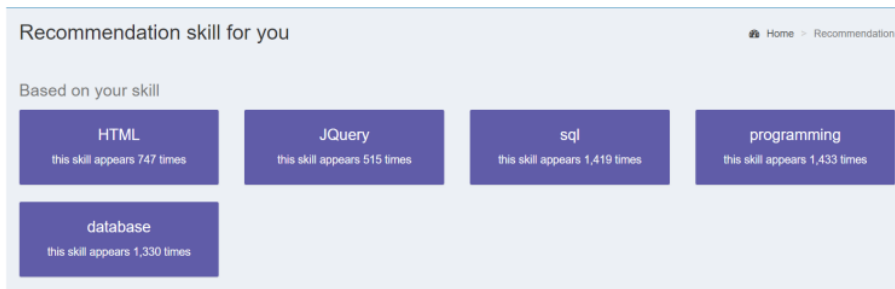 Recommendation skill for you
Home > Recommendation
Based on your skill
HTML
this skill appears 747 times
JQuery
this skill appears 515 times
sql
this skill appears 1,419 times
programming
this skill appears 1,433 times
database
this skill appears 1,330 times